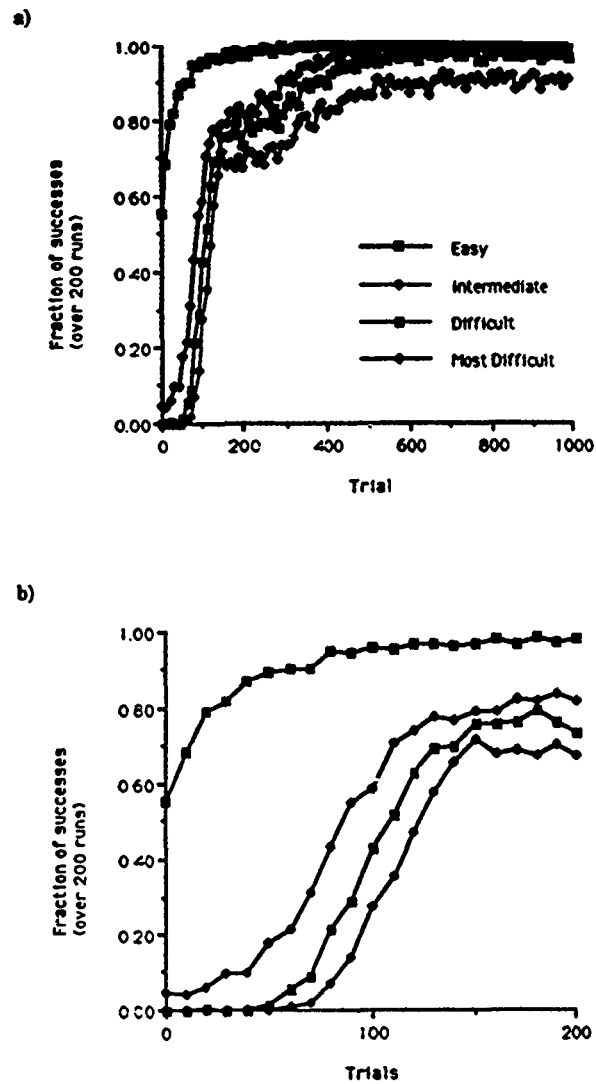 a)
1.00
0.80
0.60
0.40
0.20
0.00
Fraction of successes
(over 200 runs)
Easy
Intermediate
Difficult
Most Difficult
0 200 400 600 800 1000
Trial
b)
1.00
0.80
0.60
0.40
0.20
0.00
Fraction of successes
(over 200 runs)
0 100 200
Trials